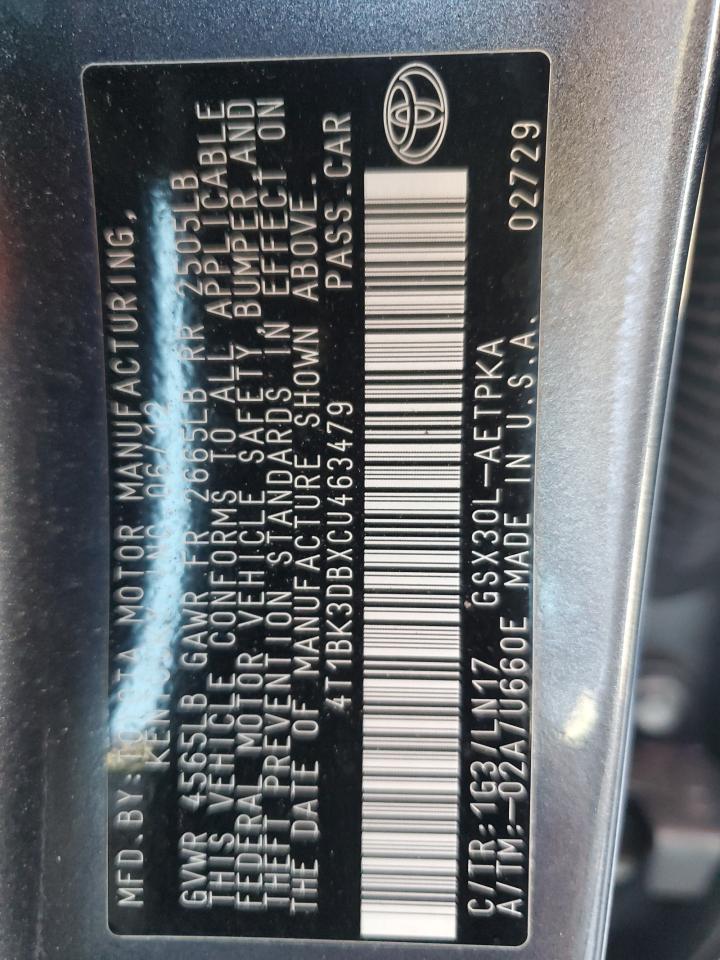 MFD.BY:TOYOTA MOTOR MANUFACTURING,
KENTUCKY, INC 06/12
GVWR 4565LB GAWR FR 2665LB RR 2505LB
THIS VEHICLE CONFORMS TO ALL APPLICABLE
FEDERAL MOTOR VEHICLE SAFETY, BUMPER AND
THEFT PREVENTION STANDARDS IN EFFECT ON
THE DATE OF MANUFACTURE SHOWN ABOVE.
4T1BK3DBXCU463479 PASS.CAR
C/TR:1G3/LN17 GSX30L-AETPKA 02729
A/TM:-02A/U660E MADE IN U.S.A.